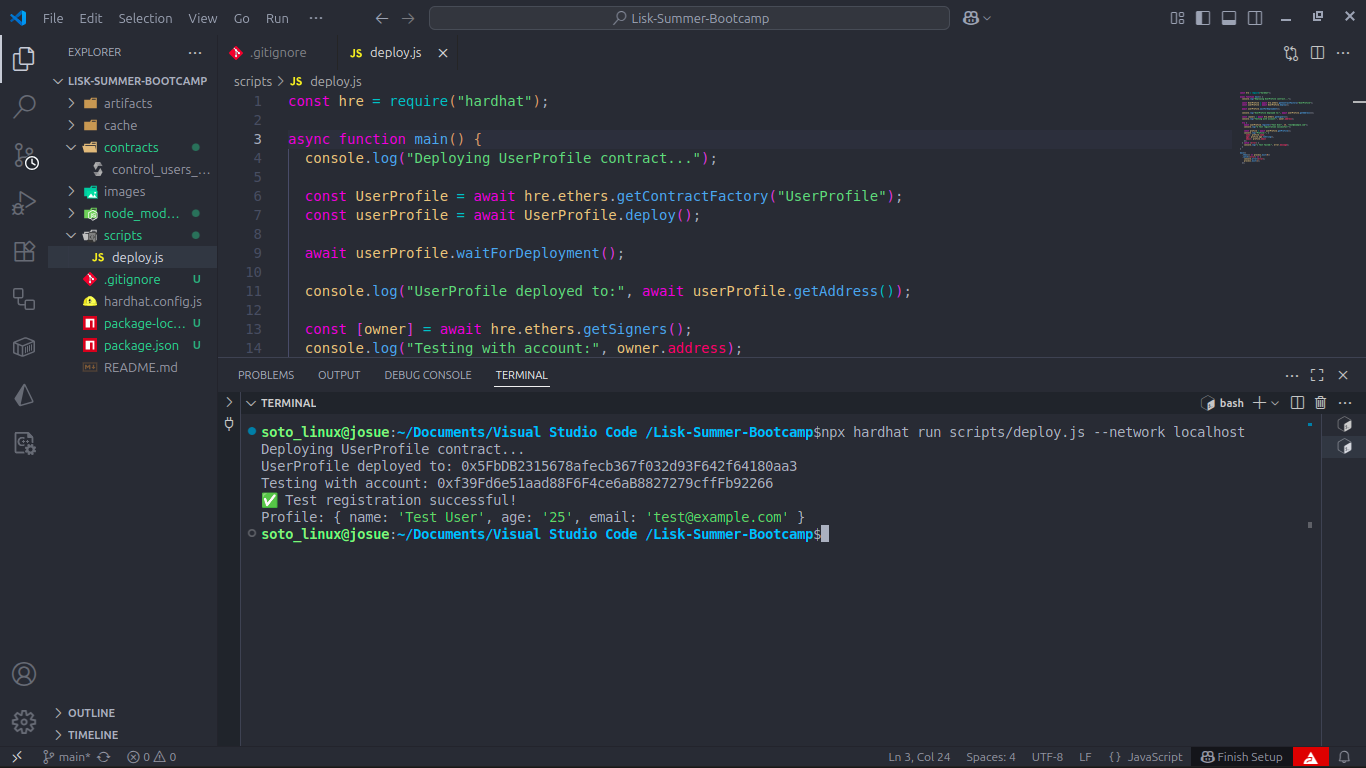 File Edit Selection View Go Run ··· Lisk-Summer-Bootcamp
EXPLORER
LISK-SUMMER-BOOTCAMP
artifacts
cache
contracts
control_users_...
images
node_mod...
scripts
JS deploy.js
.gitignore U
hardhat.config.js
package-loc... U
package.json U
README.md
OUTLINE
TIMELINE
.gitignore JS deploy.js
scripts > JS deploy.js
1 const hre = require("hardhat");
2
3 async function main() {
4 console.log("Deploying UserProfile contract...");
5
6 const UserProfile = await hre.ethers.getContractFactory("UserProfile");
7 const userProfile = await UserProfile.deploy();
8
9 await userProfile.waitForDeployment();
10
11 console.log("UserProfile deployed to:", await userProfile.getAddress());
12
13 const [owner] = await hre.ethers.getSigners();
14 console.log("Testing with account:", owner.address);
PROBLEMS OUTPUT DEBUG CONSOLE TERMINAL
TERMINAL bash
soto_linux@josue:~/Documents/Visual Studio Code /Lisk-Summer-Bootcamp$npx hardhat run scripts/deploy.js --network localhost
Deploying UserProfile contract...
UserProfile deployed to: 0x5FbDB2315678afecb367f032d93F642f64180aa3
Testing with account: 0xf39Fd6e51aad88F6F4ce6aB8827279cffFb92266
✅ Test registration successful!
Profile: { name: 'Test User', age: '25', email: 'test@example.com' }
soto_linux@josue:~/Documents/Visual Studio Code /Lisk-Summer-Bootcamp$
main* 0 0 Ln 3, Col 24 Spaces: 4 UTF-8 LF {} JavaScript Finish Setup